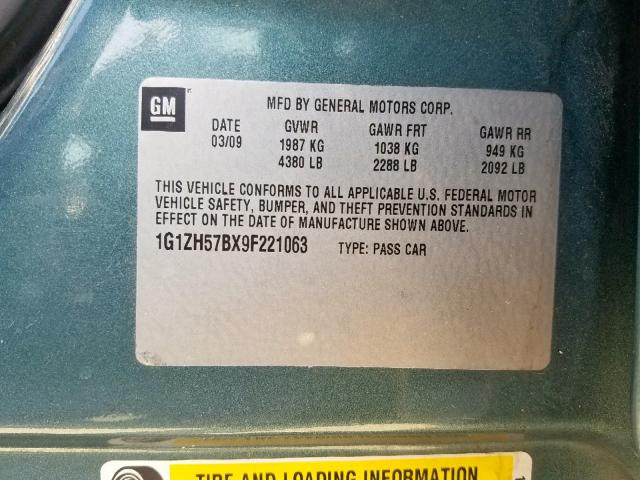 GM
MFD BY GENERAL MOTORS CORP.
DATE GVWR GAWR FRT GAWR RR
03/09 1987 KG 1038 KG 949 KG
4380 LB 2288 LB 2092 LB
THIS VEHICLE CONFORMS TO ALL APPLICABLE U.S. FEDERAL MOTOR
VEHICLE SAFETY, BUMPER, AND THEFT PREVENTION STANDARDS IN
EFFECT ON THE DATE OF MANUFACTURE SHOWN ABOVE.
1G1ZH57BX9F221063 TYPE: PASS CAR
TIRE AND LOADING INFORMATION